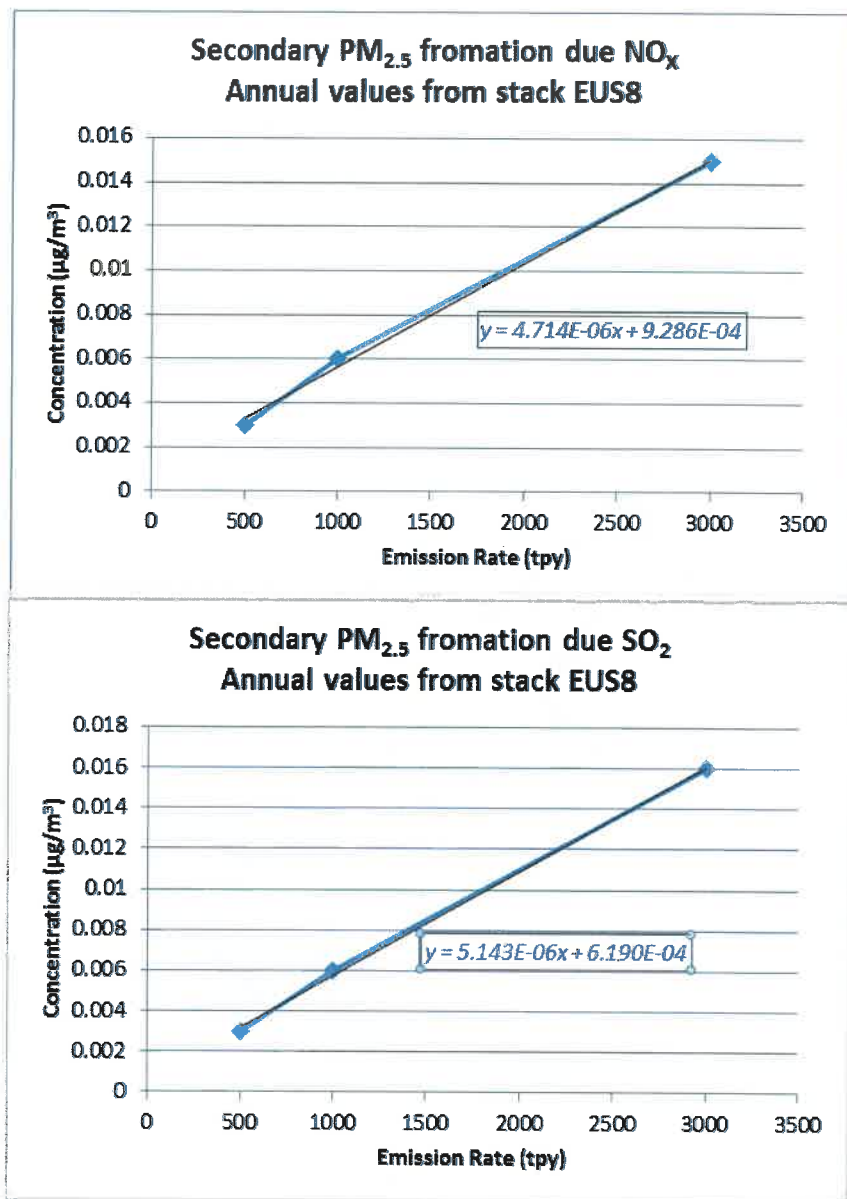 Secondary PM2.5 fromation due NOX
Annual values from stack EUS8
0.016
0.014
0.012
0.01
0.008
0.006
0.004
0.002
0
Concentration (µg/m³)
y = 4.714E-06x + 9.286E-04
0 500 1000 1500 2000 2500 3000 3500
Emission Rate (tpy)
Secondary PM2.5 fromation due SO2
Annual values from stack EUS8
0.018
0.016
0.014
0.012
0.01
0.008
0.006
0.004
0.002
0
Concentration (µg/m³)
y = 5.143E-06x + 6.190E-04
0 500 1000 1500 2000 2500 3000 3500
Emission Rate (tpy)